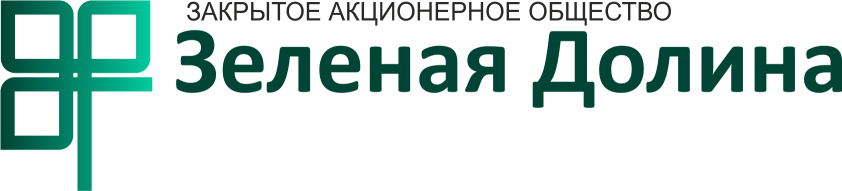 ЗАКРЫТОЕ АКЦИОНЕРНОЕ ОБЩЕСТВО
Зеленая Долина